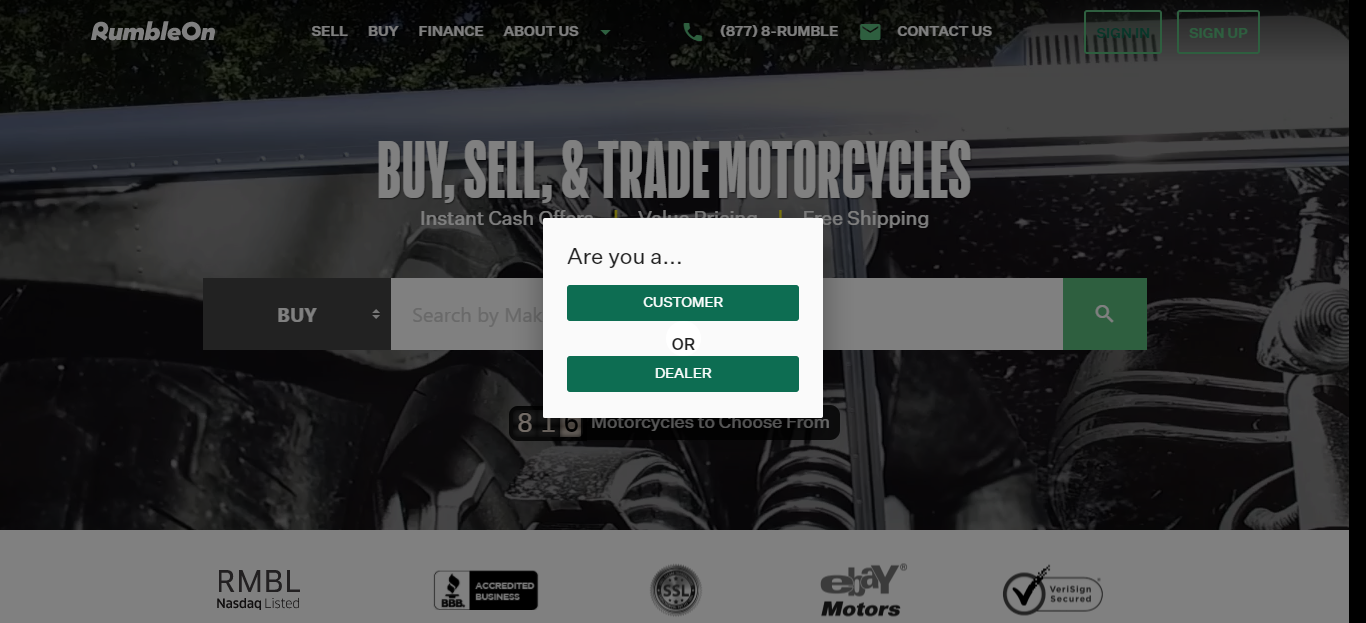 RumbleOn
SELL BUY FINANCE ABOUT US (877) 8-RUMBLE CONTACT US SIGN IN SIGN UP
BUY, SELL, & TRADE MOTORCYCLES
Instant Cash Offers | Value Pricing | Free Shipping
Are you a...
CUSTOMER
OR
DEALER
BUY Search by Mak
816 Motorcycles to Choose From
RMBL
Nasdaq Listed
BBB.
ACCREDITED
BUSINESS
SSL
ebaY®
Motors
VeriSign
Secured